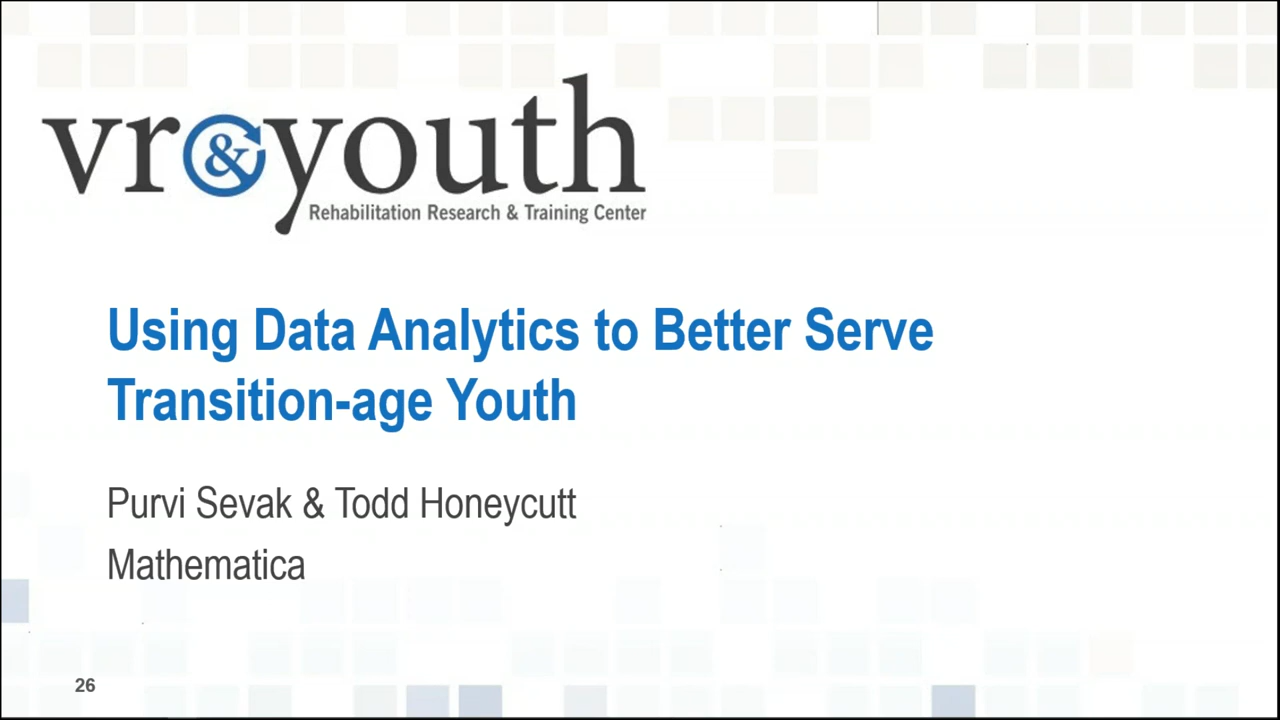 vr&youth
Rehabilitation Research & Training Center
Using Data Analytics to Better Serve
Transition-age Youth
Purvi Sevak & Todd Honeycutt
Mathematica
26